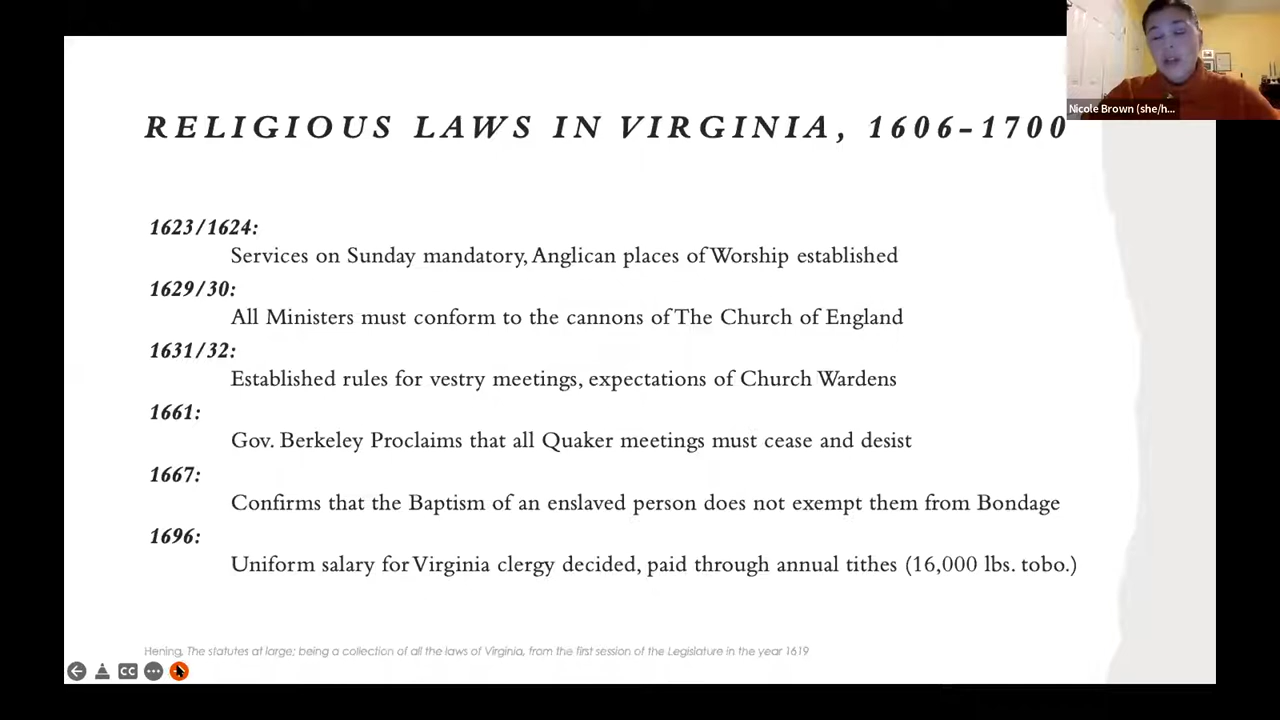 Nicole Brown (she/h...
RELIGIOUS LAWS IN VIRGINIA, 1606-1700
1623/1624:
Services on Sunday mandatory, Anglican places of Worship established
1629/30:
All Ministers must conform to the cannons of The Church of England
1631/32:
Established rules for vestry meetings, expectations of Church Wardens
1661:
Gov. Berkeley Proclaims that all Quaker meetings must cease and desist
1667:
Confirms that the Baptism of an enslaved person does not exempt them from Bondage
1696:
Uniform salary for Virginia clergy decided, paid through annual tithes (16,000 lbs. tobo.)
Hening, The statutes at large; being a collection of all the laws of Virginia, from the first session of the Legislature in the year 1619
CC